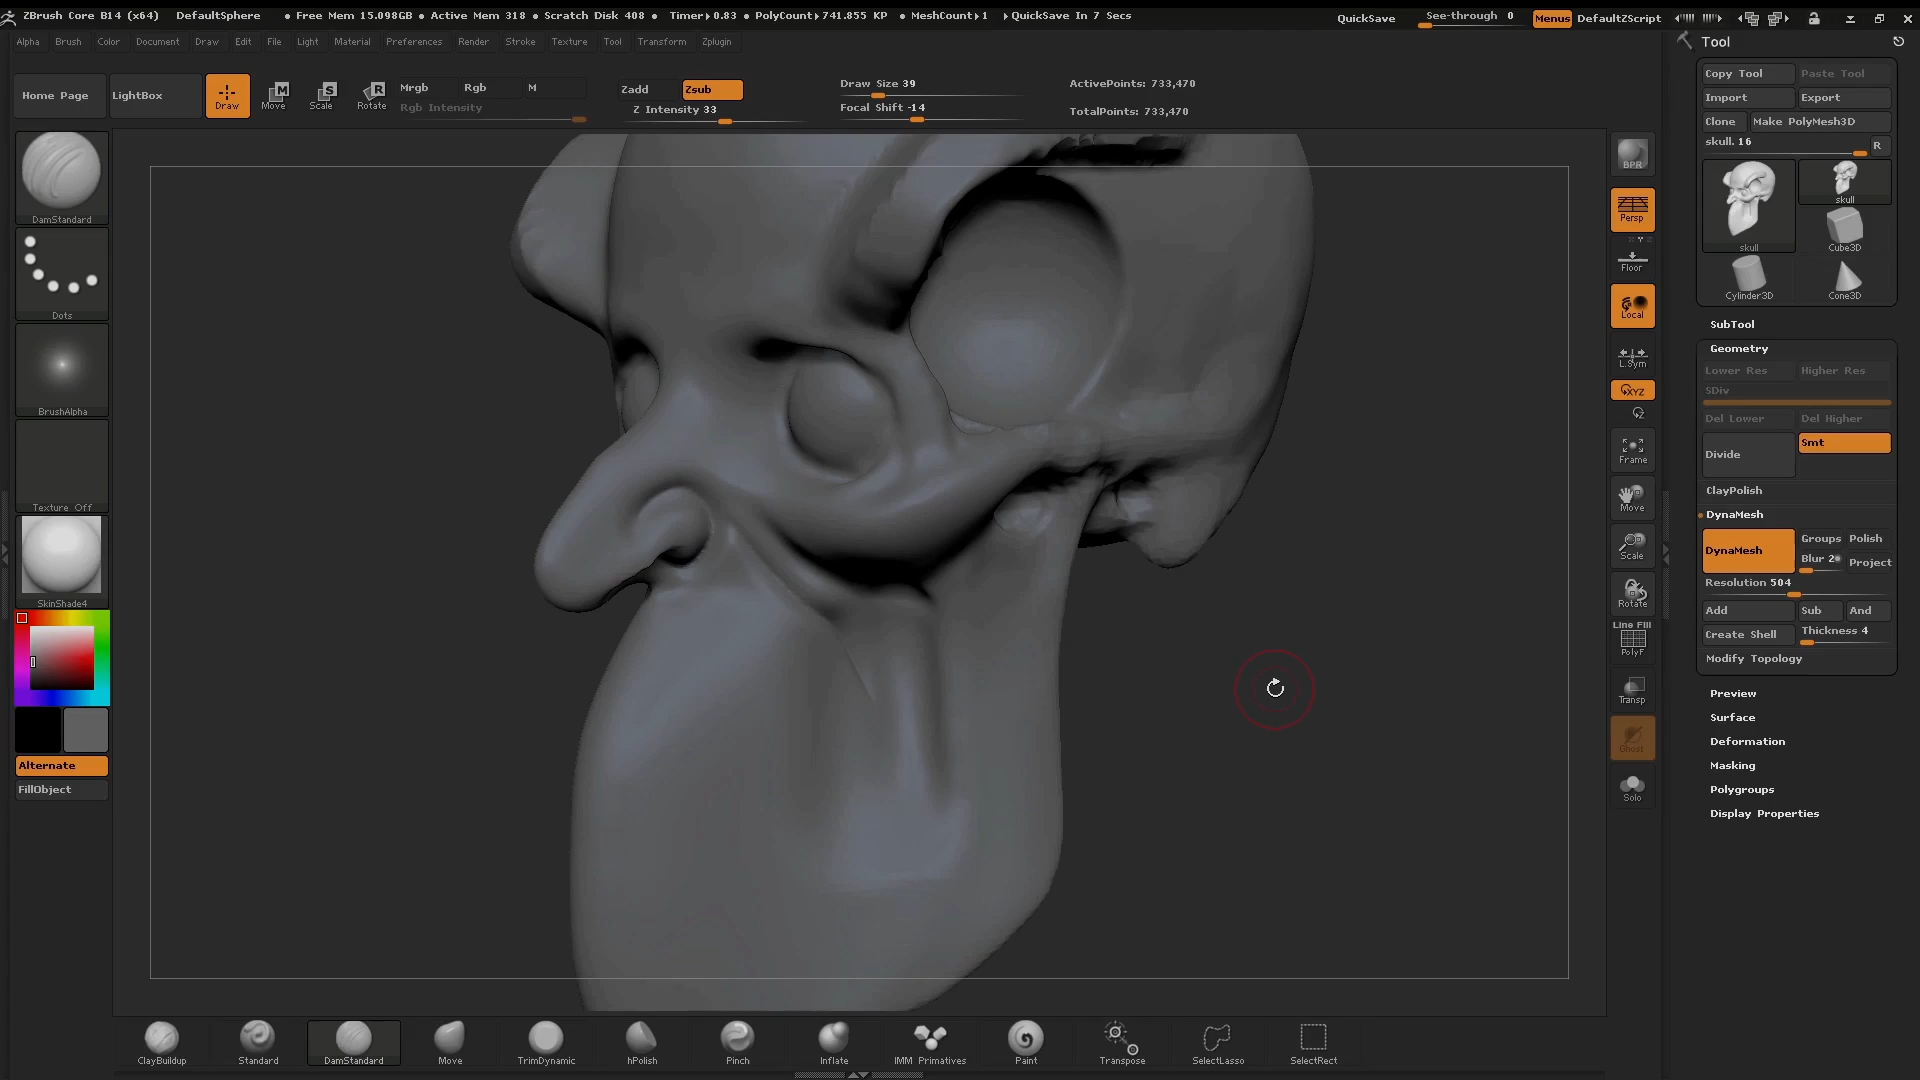 ZBrush Core B14 (x64) DefaultSphere • Free Mem 15.098GB • Active Mem 318 • Scratch Disk 408 • Timer▸0.83 • PolyCount▸741.855 KP • MeshCount▸1 ▸QuickSave In 7 Secs QuickSave See-through 0 Menus DefaultZScript
Alpha Brush Color Document Draw Edit File Light Material Preferences Render Stroke Texture Tool Transform Zplugin
Home Page
LightBox
Draw
Move
Scale
Rotate
M
S
R
Mrgb Rgb M
Rgb Intensity
Zadd Zsub
Z Intensity 33
Draw Size 39
Focal Shift -14
ActivePoints: 733,470
TotalPoints: 733,470
DamStandard
Dots
BrushAlpha
Texture Off
SkinShade4
Alternate
FillObject
BPR
Persp
Floor
Local
L.Sym
XYZ
Frame
Move
Scale
Rotate
Line Fill
PolyF
Transp
Ghost
Solo
Tool
Copy Tool Paste Tool
Import Export
Clone Make PolyMesh3D
skull. 16 R
skull
skull
Cube3D
Cylinder3D
Cone3D
SubTool
Geometry
Lower Res Higher Res
SDiv
Del Lower Del Higher
Divide
Smt
ClayPolish
DynaMesh
DynaMesh
Groups Polish
Blur 2
Project
Resolution 504
Add Sub And
Create Shell
Thickness 4
Modify Topology
Preview
Surface
Deformation
Masking
Polygroups
Display Properties
ClayBuildup Standard DamStandard Move TrimDynamic hPolish Pinch Inflate IMM Primatives Paint Transpose SelectLasso SelectRect